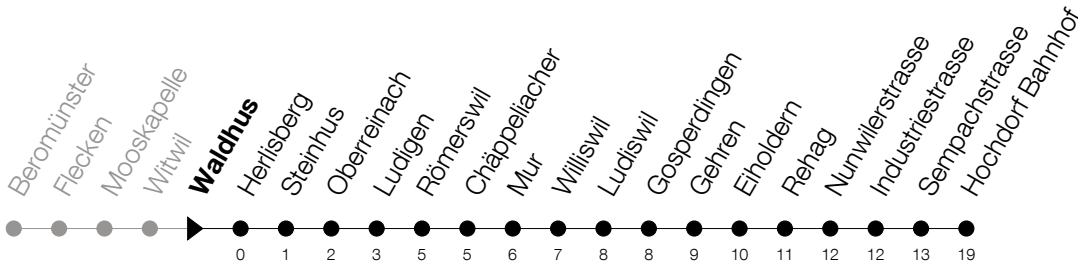 Beromünster
Flecken
Mooskapelle
Witwil
Waldhus
Herlisberg
Steinhus
Oberreinach
Ludigen
Römerswil
Chäppeliacher
Mur
Williswil
Ludiswil
Gosperdingen
Gehren
Eiholdern
Rehag
Nunwilerstrasse
Industriestrasse
Sempachstrasse
Hochdorf Bahnhof
0 1 2 3 5 5 6 7 8 8 9 10 11 12 12 13 19